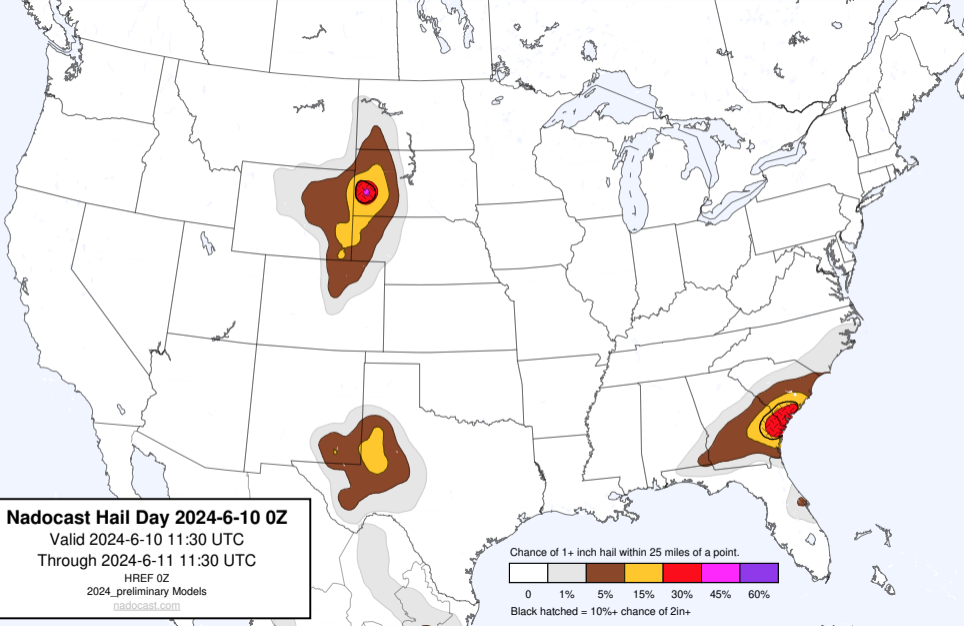 Nadocast Hail Day 2024-6-10 0Z
Valid 2024-6-10 11:30 UTC
Through 2024-6-11 11:30 UTC
HREF 0Z
2024_preliminary Models
nadocast.com
Chance of 1+ inch hail within 25 miles of a point.
0 1% 5% 15% 30% 45% 60%
Black hatched = 10%+ chance of 2in+